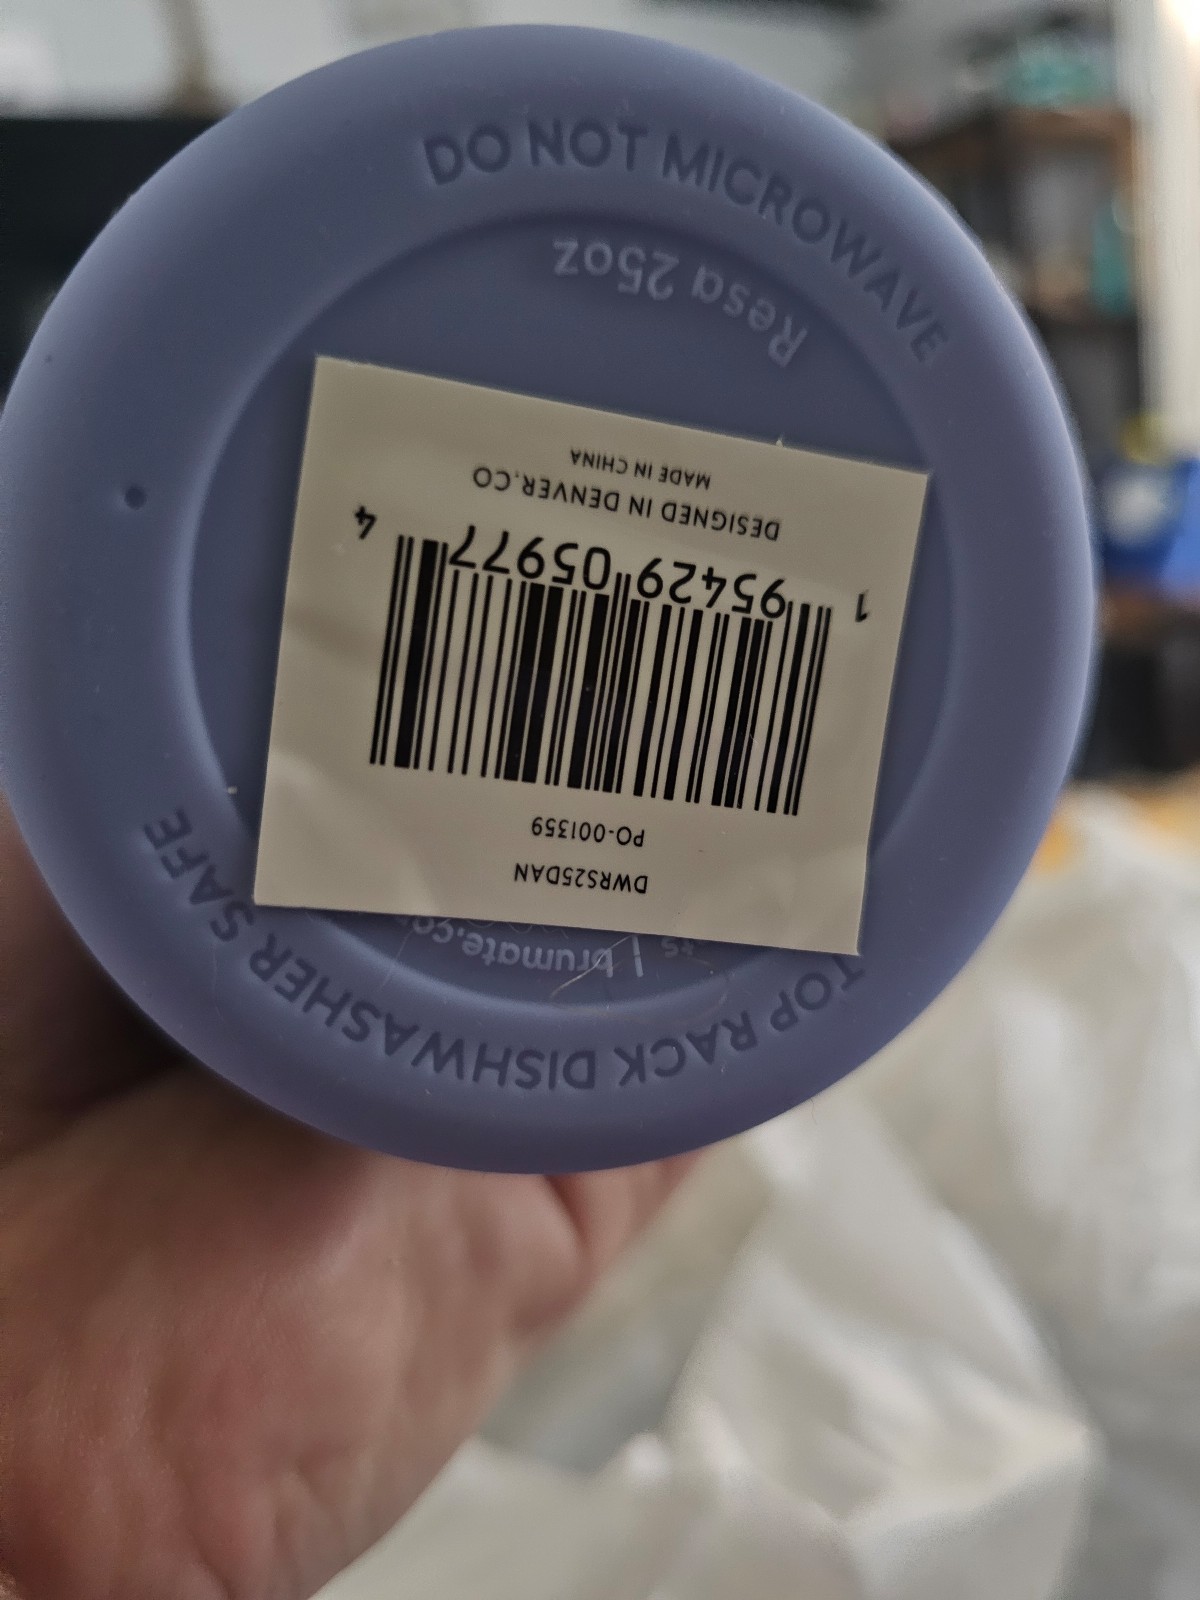 DO NOT MICROWAVE
Resa 25oz
DWRS25DAN
PO-001359
1 95429 05977 4
DESIGNED IN DENVER.CO
MADE IN CHINA
| brumate.co
TOP RACK DISHWASHER SAFE